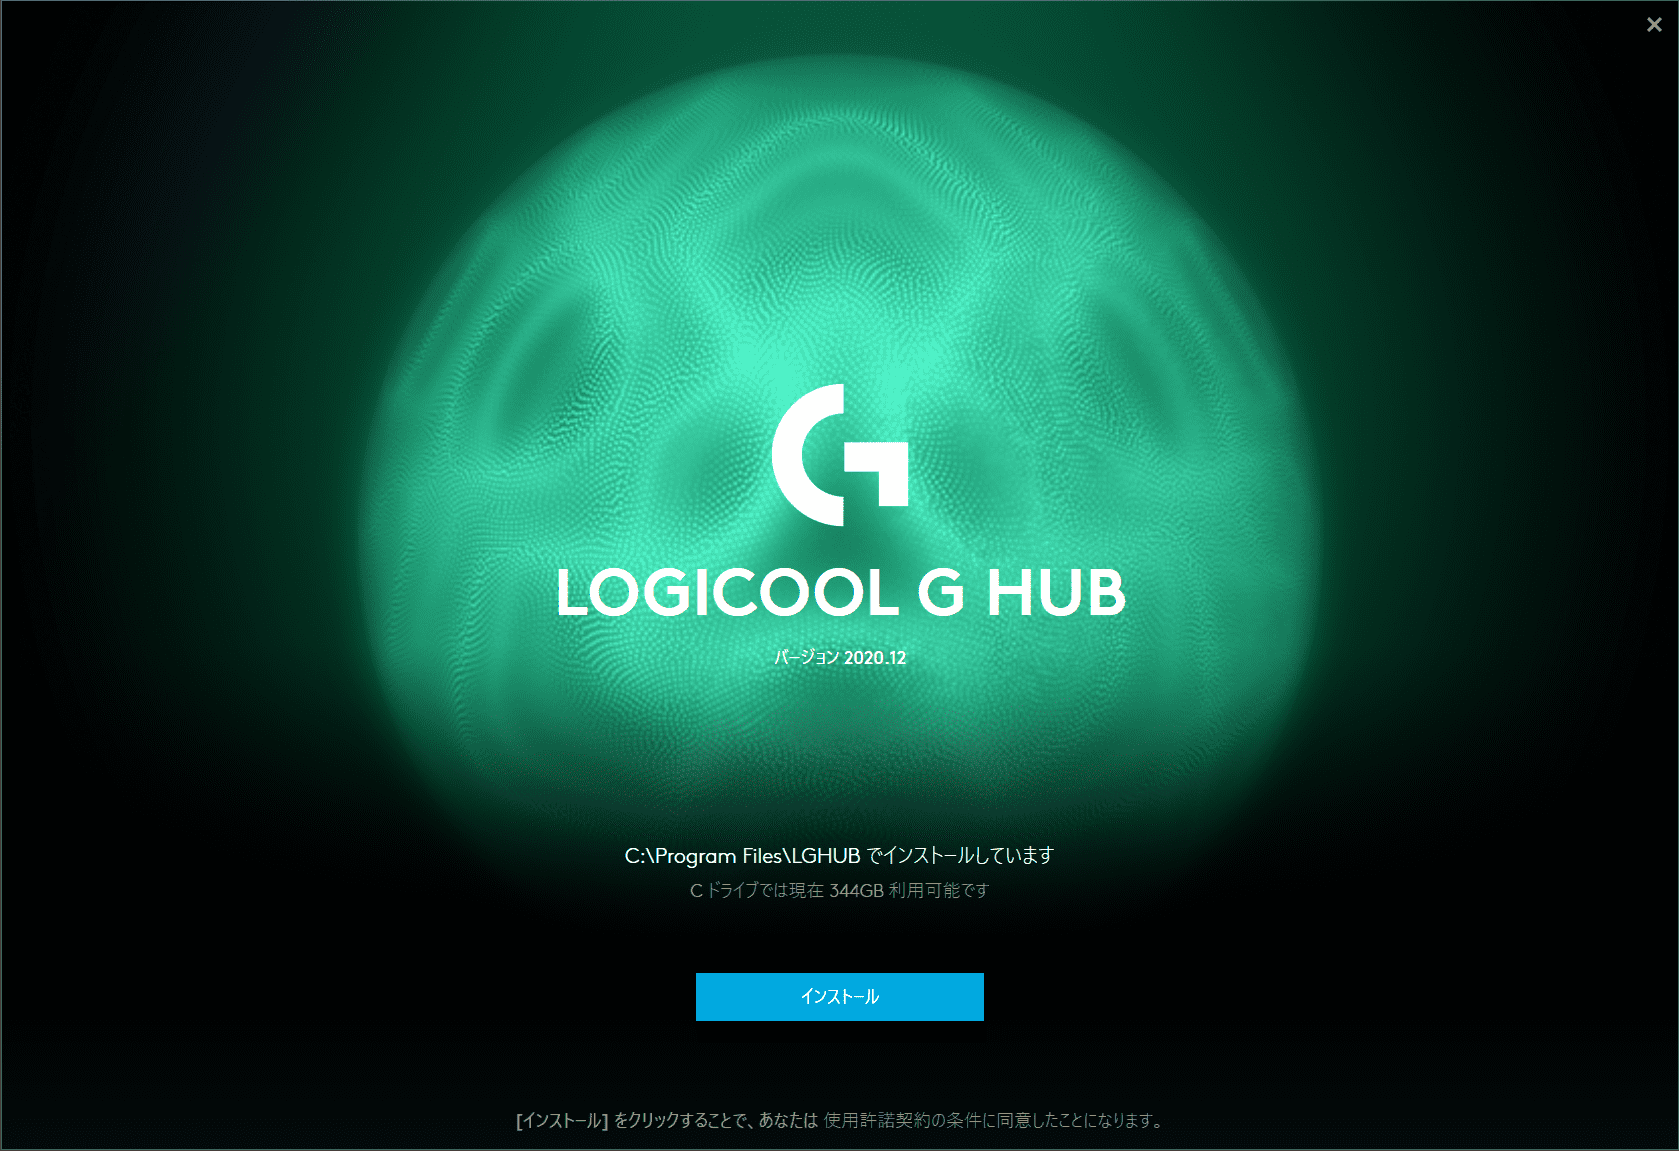 LOGICOOL G HUB
バージョン 2020.12
C:\Program Files\LGHUB でインストールしています
C ドライブでは現在 344GB 利用可能です
インストール
[インストール] をクリックすることで、あなたは 使用許諾契約の条件に同意したことになります。